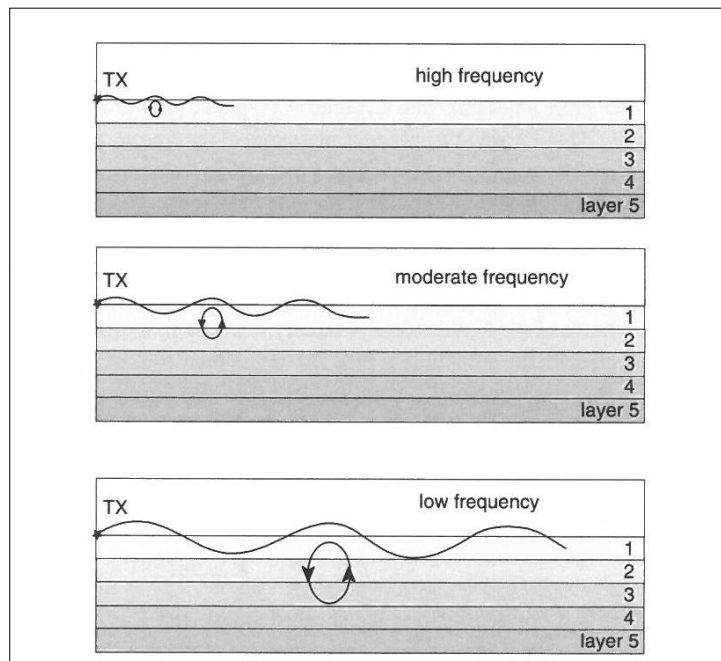 TX
high frequency
1
2
3
4
layer 5
TX
moderate frequency
1
2
3
4
layer 5
TX
low frequency
1
2
3
4
layer 5